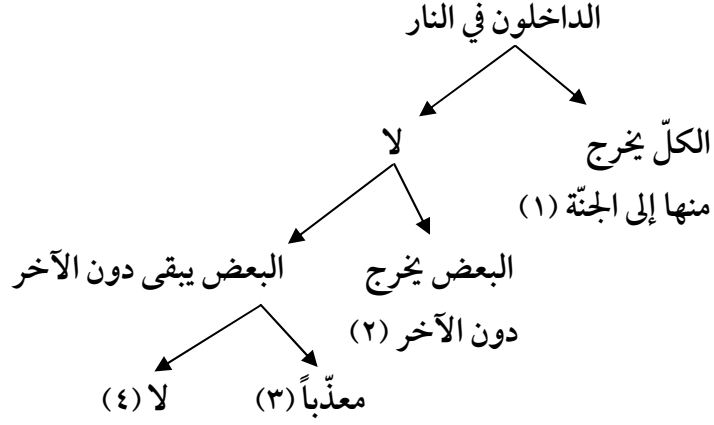 الداخلون في النار
الكلّ يخرج
منها إلى الجنّة (١)
لا
البعض يخرج
دون الآخر (٢)
البعض يبقى دون الآخر
معذّباً (٣)
لا (٤)